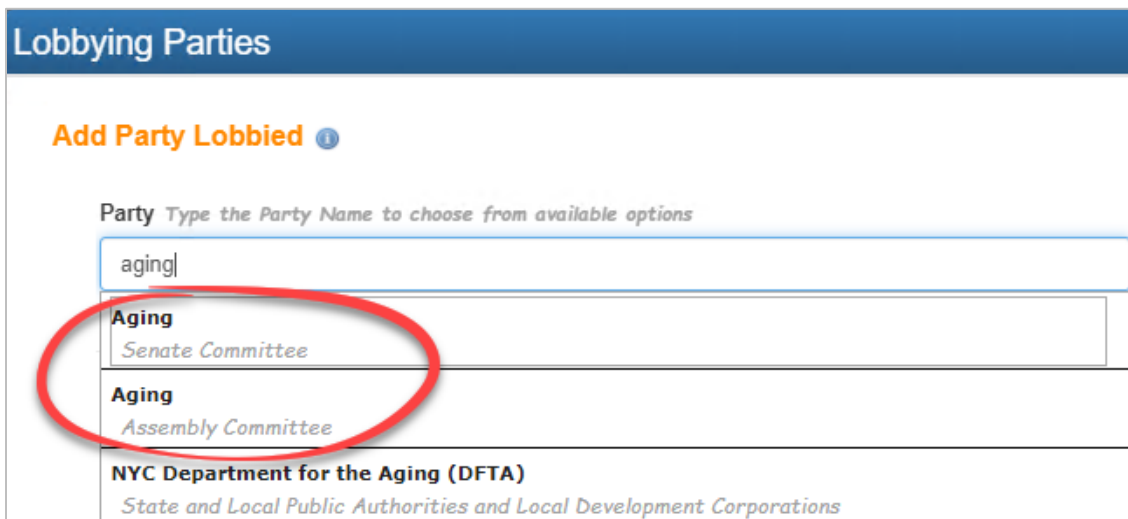 Lobbying Parties
Add Party Lobbied
Party Type the Party Name to choose from available options
aging
Aging
Senate Committee
Aging
Assembly Committee
NYC Department for the Aging (DFTA)
State and Local Public Authorities and Local Development Corporations